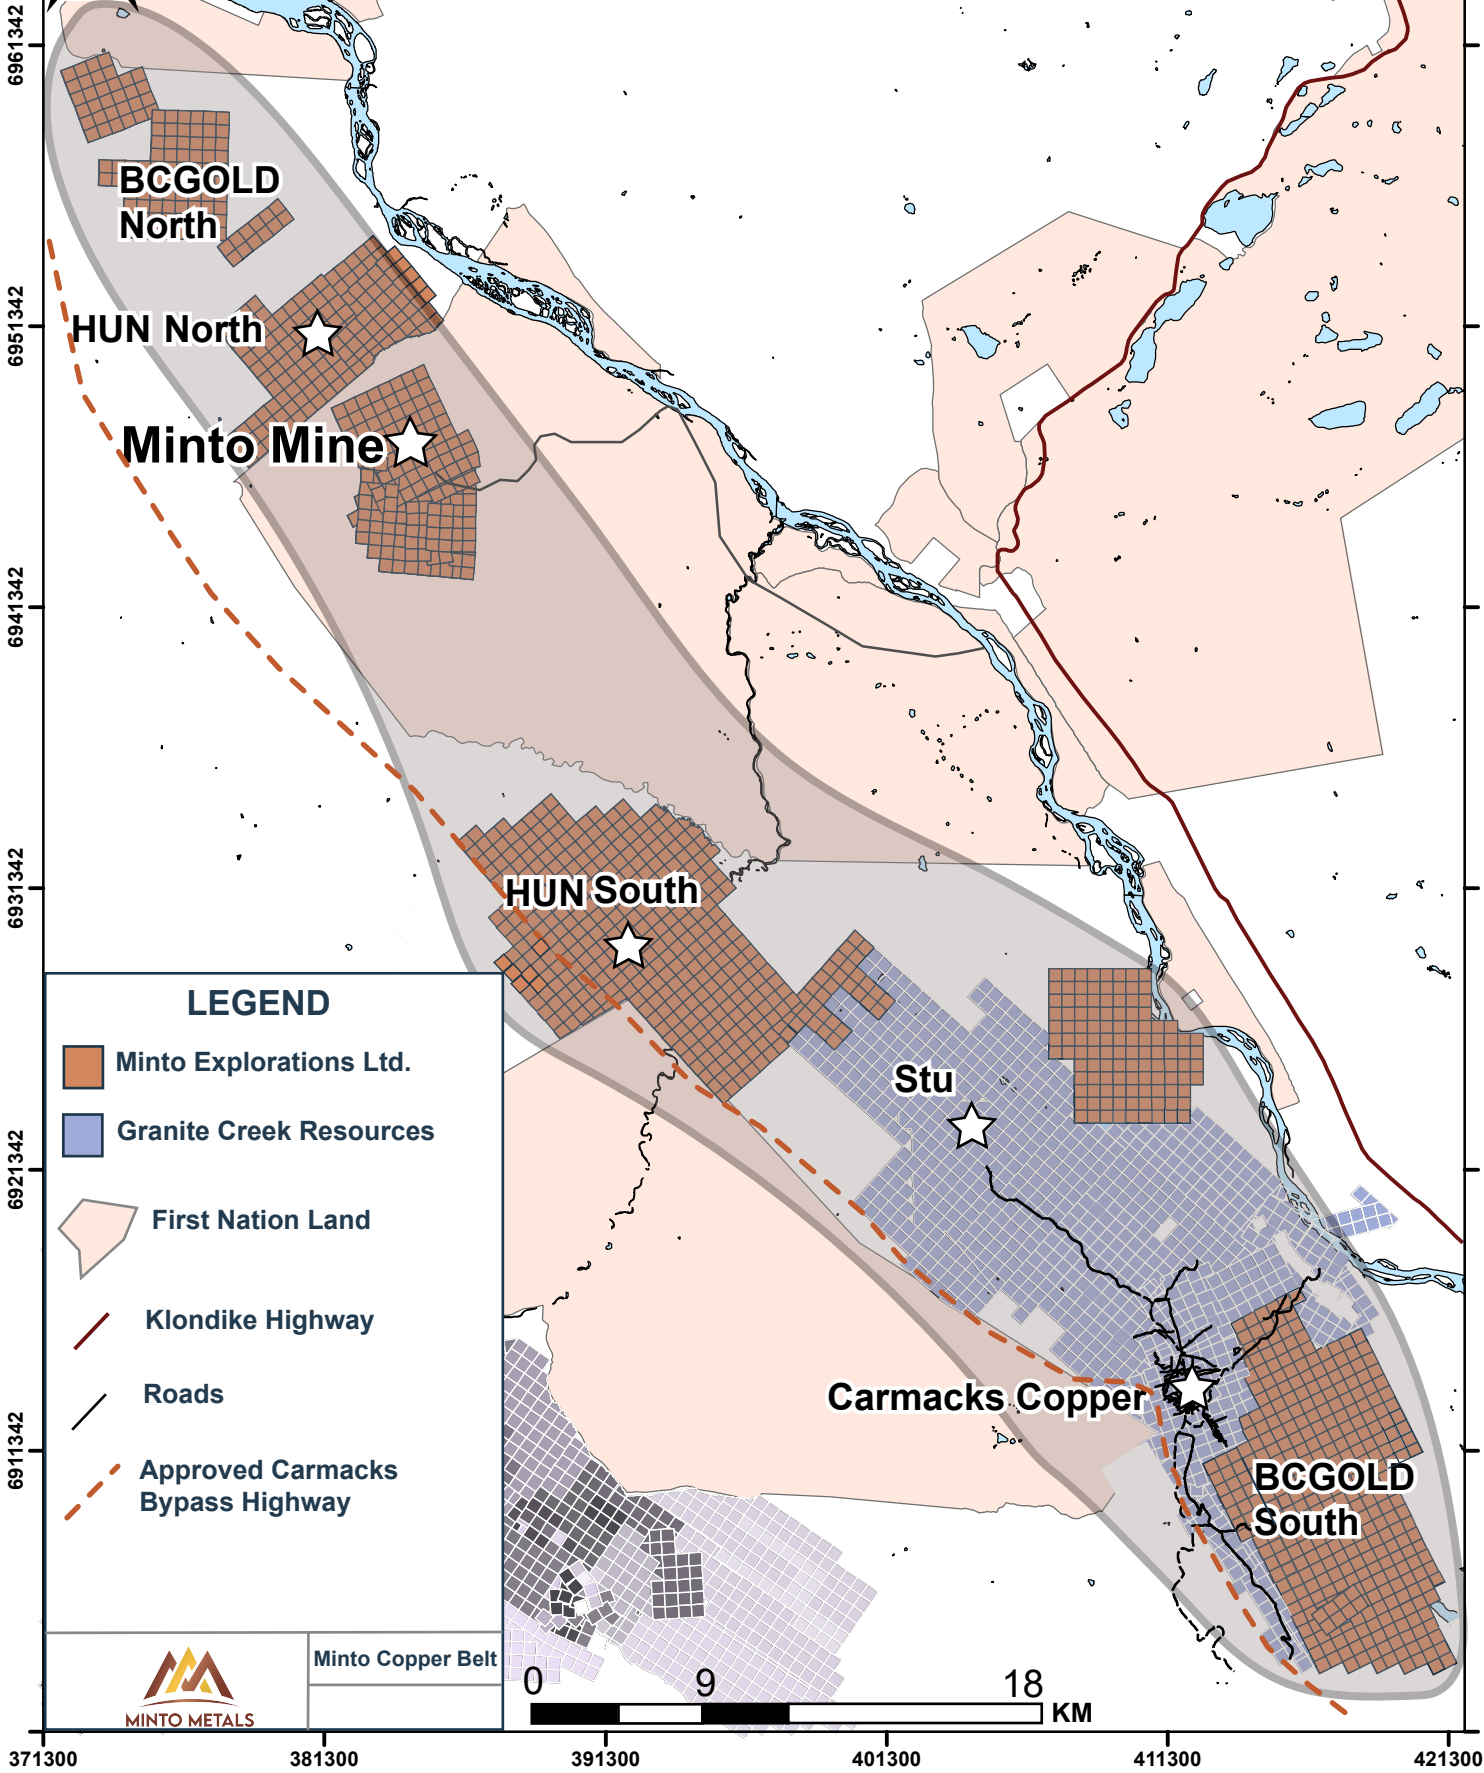 6961342
6951342
6941342
6931342
6921342
6911342
BCGOLD
North
HUN North
Minto Mine
HUN South
Stu
Carmacks Copper
BCGOLD
South
LEGEND
Minto Explorations Ltd.
Granite Creek Resources
First Nation Land
Klondike Highway
Roads
Approved Carmacks
Bypass Highway
MINTO METALS
Minto Copper Belt
0 9 18
KM
371300 381300 391300 401300 411300 421300